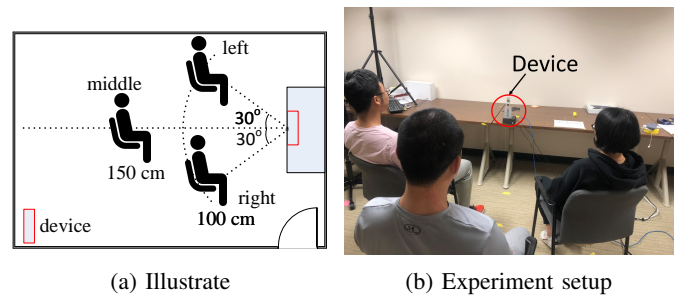 left
middle
30°
30°
150 cm
right
100 cm
device
Device
(a) Illustrate
(b) Experiment setup